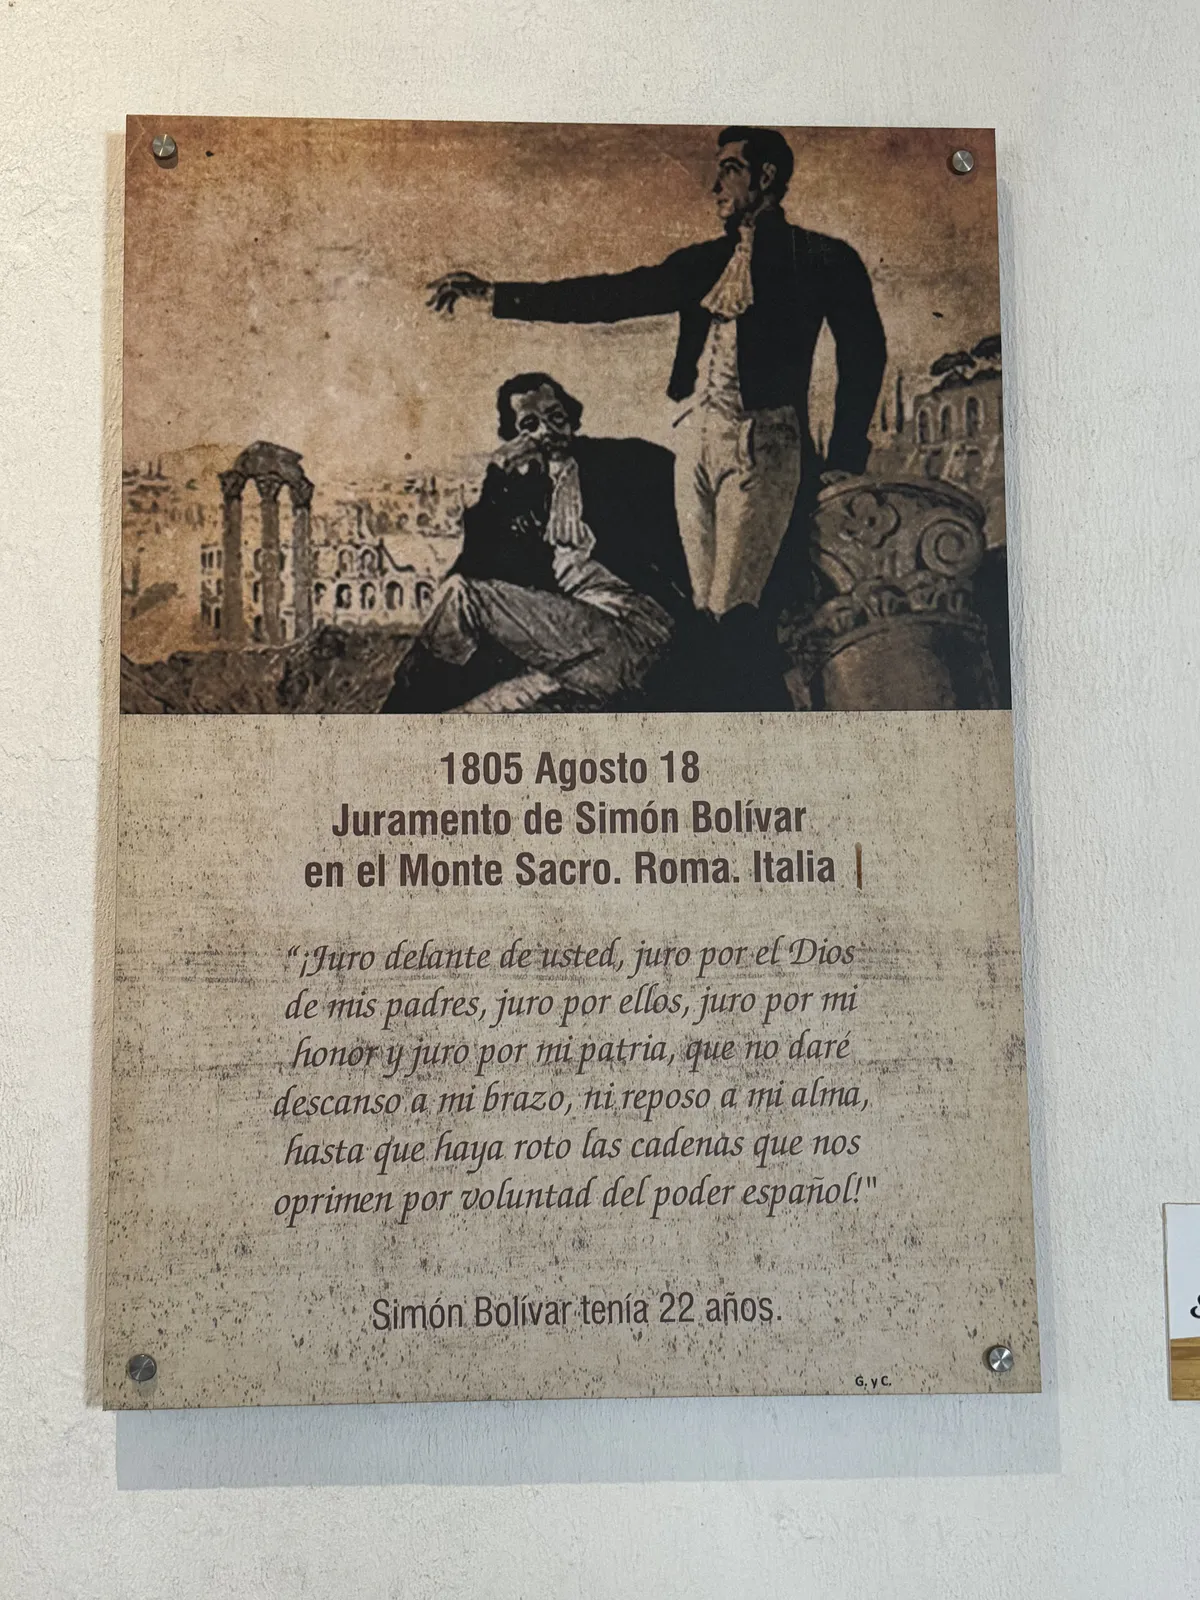 1805 Agosto 18
Juramento de Simón Bolívar
en el Monte Sacro. Roma. Italia
“¡Juro delante de usted, juro por el Dios
de mis padres, juro por ellos, juro por mi
honor y juro por mi patria, que no daré
descanso a mi brazo, ni reposo a mi alma,
hasta que haya roto las cadenas que nos
oprimen por voluntad del poder español!"
Simón Bolívar tenía 22 años.
G. y C.